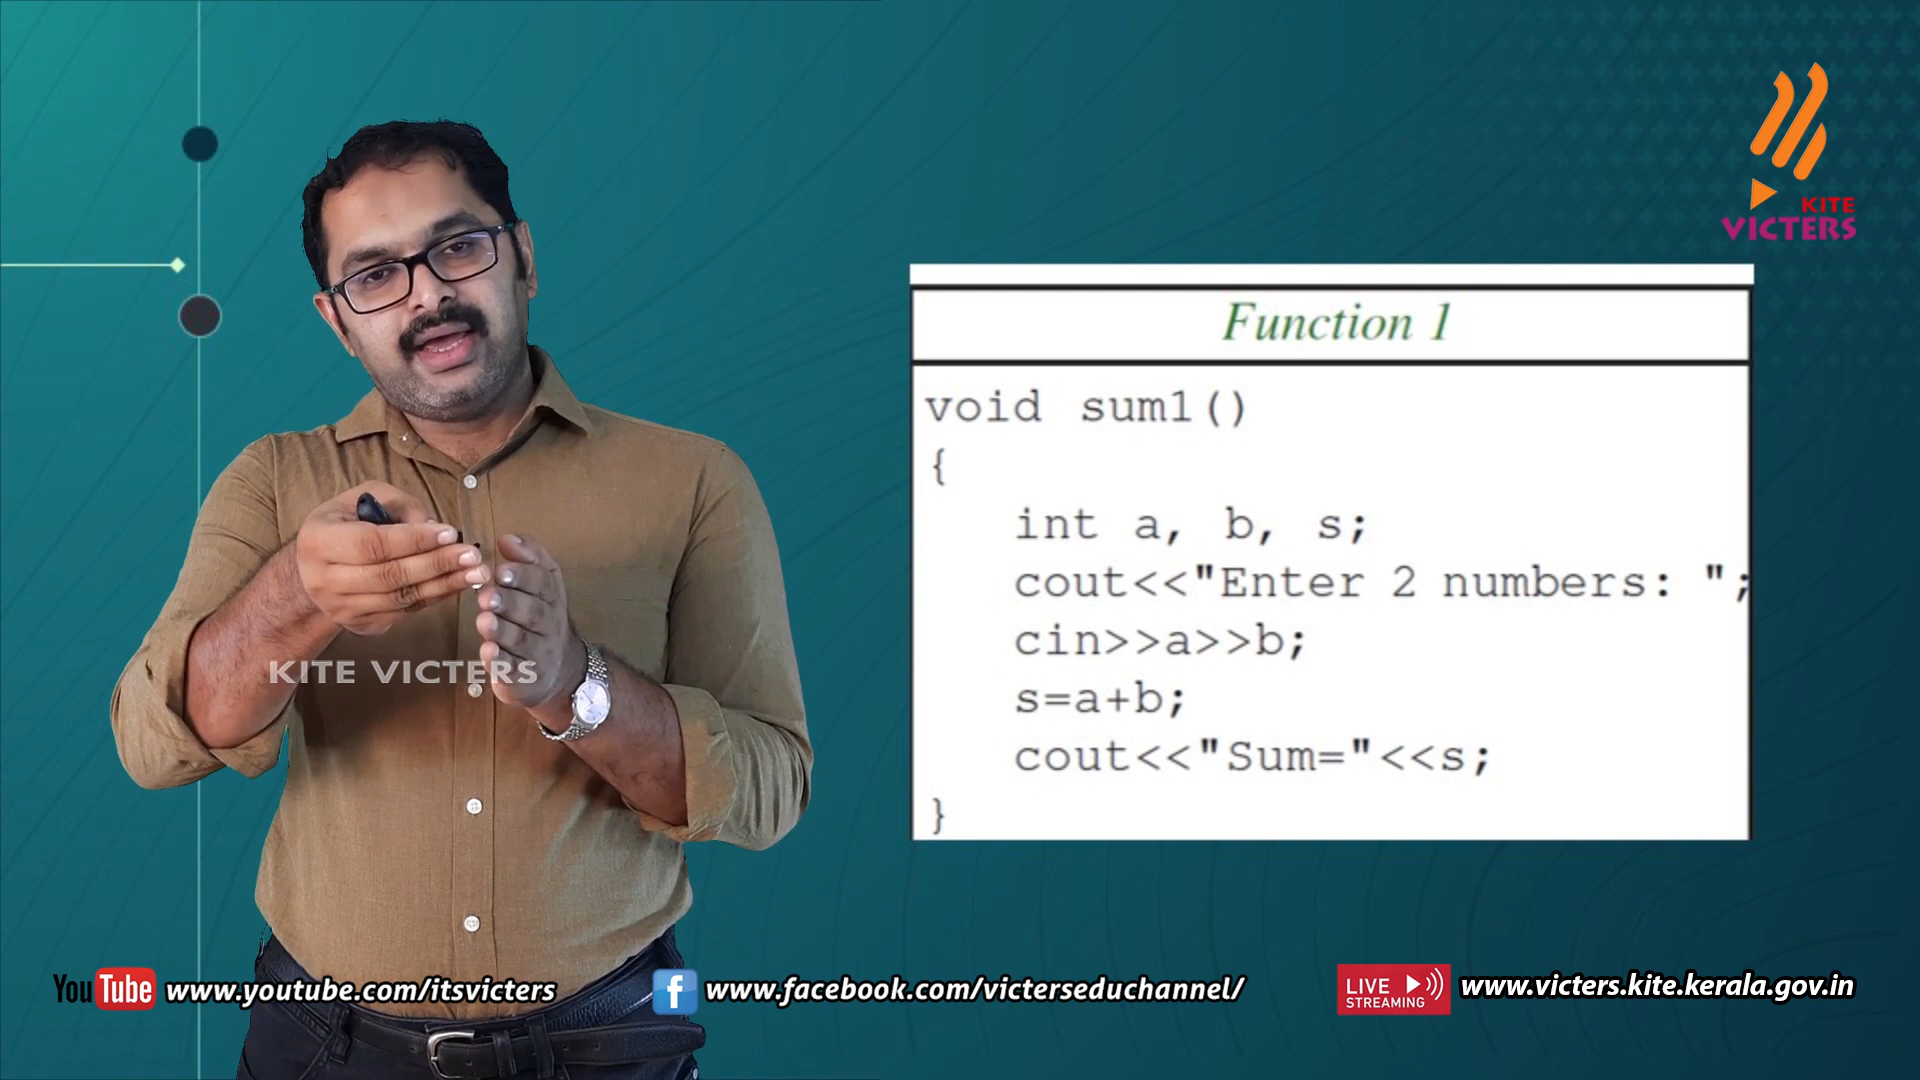 KITE
VICTERS
Function 1
void sum1()
{
int a, b, s;
cout<<"Enter 2 numbers: ";
cin>>a>>b;
s=a+b;
cout<<"Sum="<<s;
}
KITE VICTERS
YouTube www.youtube.com/itsvicters
f www.facebook.com/victerseduchannel/
LIVE STREAMING www.victers.kite.kerala.gov.in